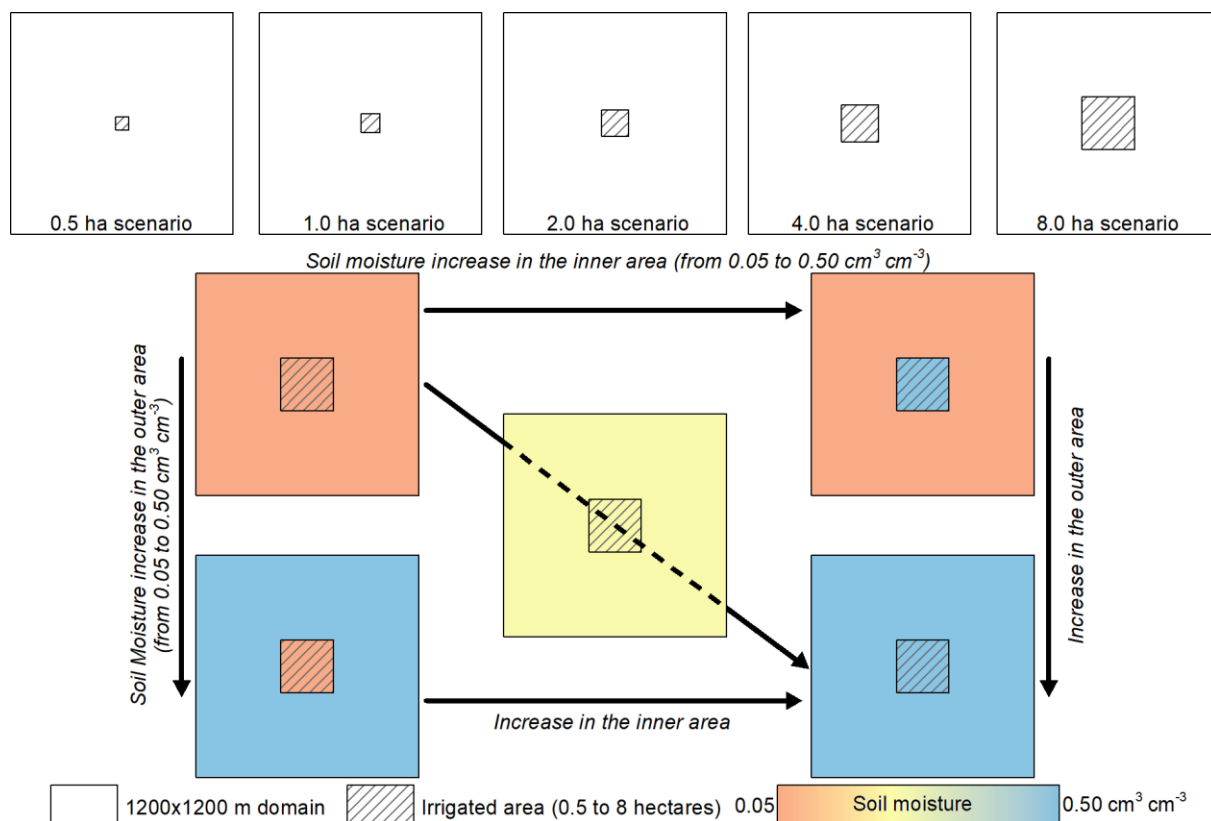 0.5 ha scenario
1.0 ha scenario
2.0 ha scenario
4.0 ha scenario
8.0 ha scenario
Soil moisture increase in the inner area (from 0.05 to 0.50 cm³ cm⁻³)
Soil Moisture increase in the outer area
(from 0.05 to 0.50 cm³ cm⁻³)
Increase in the outer area
Increase in the inner area
1200x1200 m domain
Irrigated area (0.5 to 8 hectares)
0.05
Soil moisture
0.50 cm³ cm⁻³